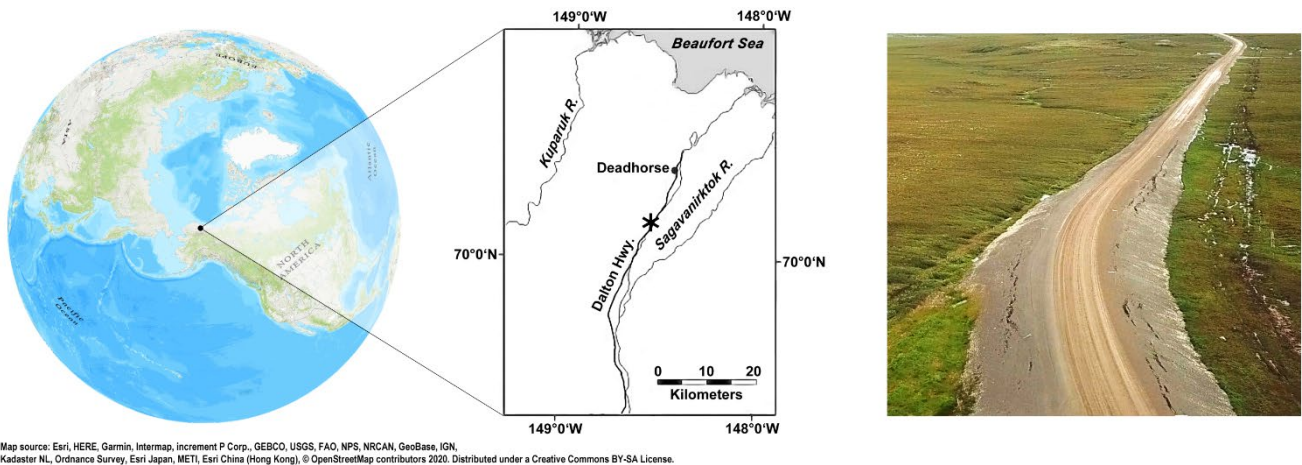 149°0'W
148°0'W
Beaufort Sea
EUROPE
ASIA
Kuparuk R.
Atlantic
Ocean
Deadhorse
Sagavanirktok R.
NORTH
AMERICA
70°0'N
70°0'N
Dalton Hwy.
Pacific
Ocean
0 10 20
Kilometers
149°0'W
148°0'W
Map source: Esri, HERE, Garmin, Intermap, increment P Corp., GEBCO, USGS, FAO, NPS, NRCAN, GeoBase, IGN,
Kadaster NL, Ordnance Survey, Esri Japan, METI, Esri China (Hong Kong), © OpenStreetMap contributors 2020. Distributed under a Creative Commons BY-SA License.